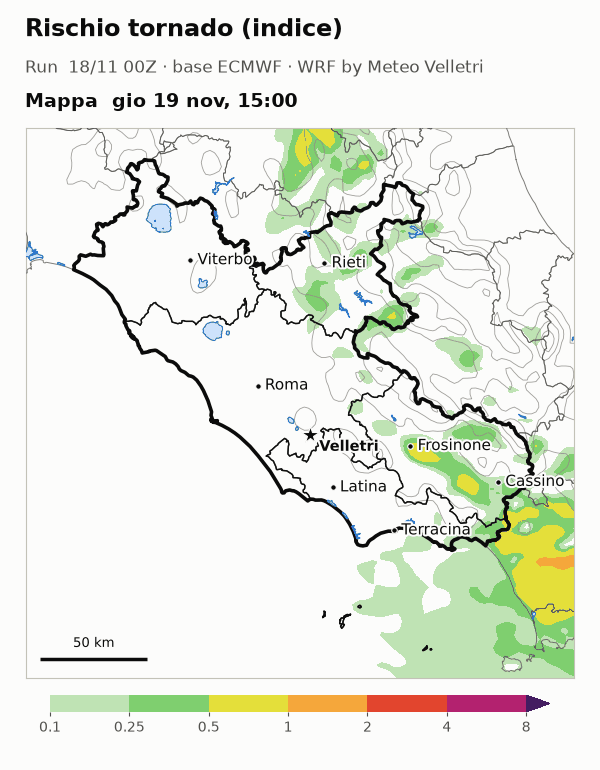 Rischio tornado (indice)
Run 18/11 00Z · base ECMWF · WRF by Meteo Velletri
Mappa gio 19 nov, 15:00
Viterbo
Rieti
Roma
Velletri
Frosinone
Cassino
Latina
Terracina
50 km
0.1 0.25 0.5 1 2 4 8